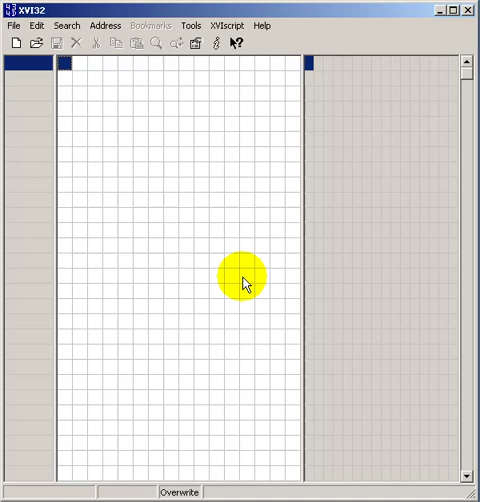 XVI32
File Edit Search Address Bookmarks Tools XVIscript Help
Overwrite